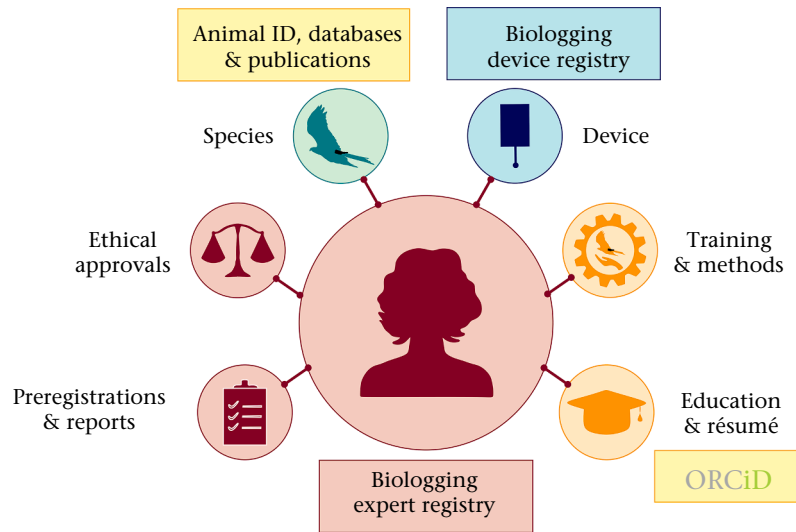 Animal ID, databases
& publications
Biologging
device registry
Species
Device
Ethical
approvals
Training
& methods
Preregistrations
& reports
Education
& résumé
ORCiD
Biologging
expert registry